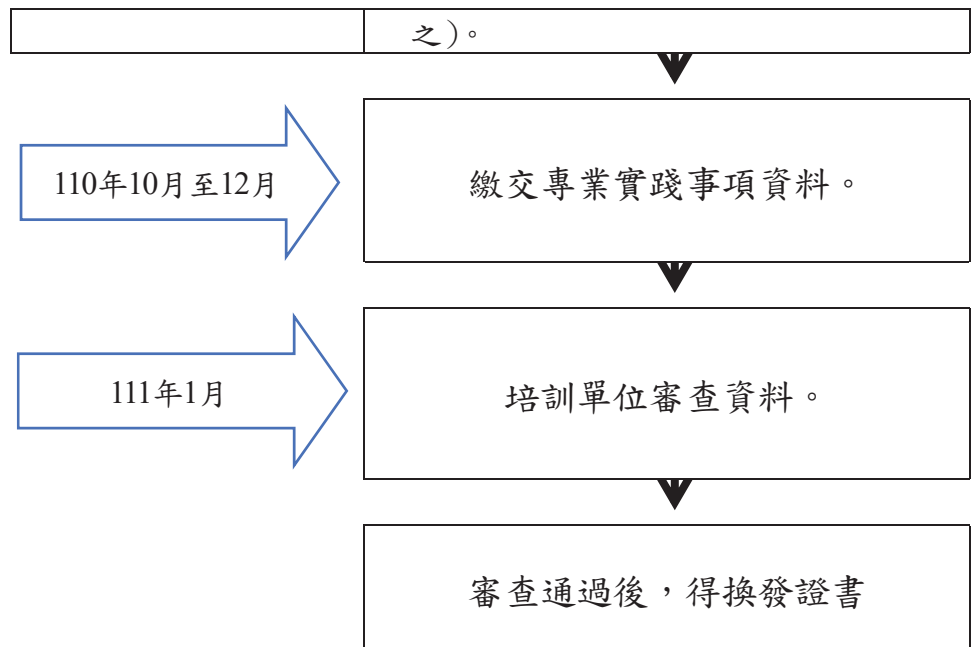 之)。
110年10月至12月
繳交專業實踐事項資料。
111年1月
培訓單位審查資料。
審查通過後，得換發證書